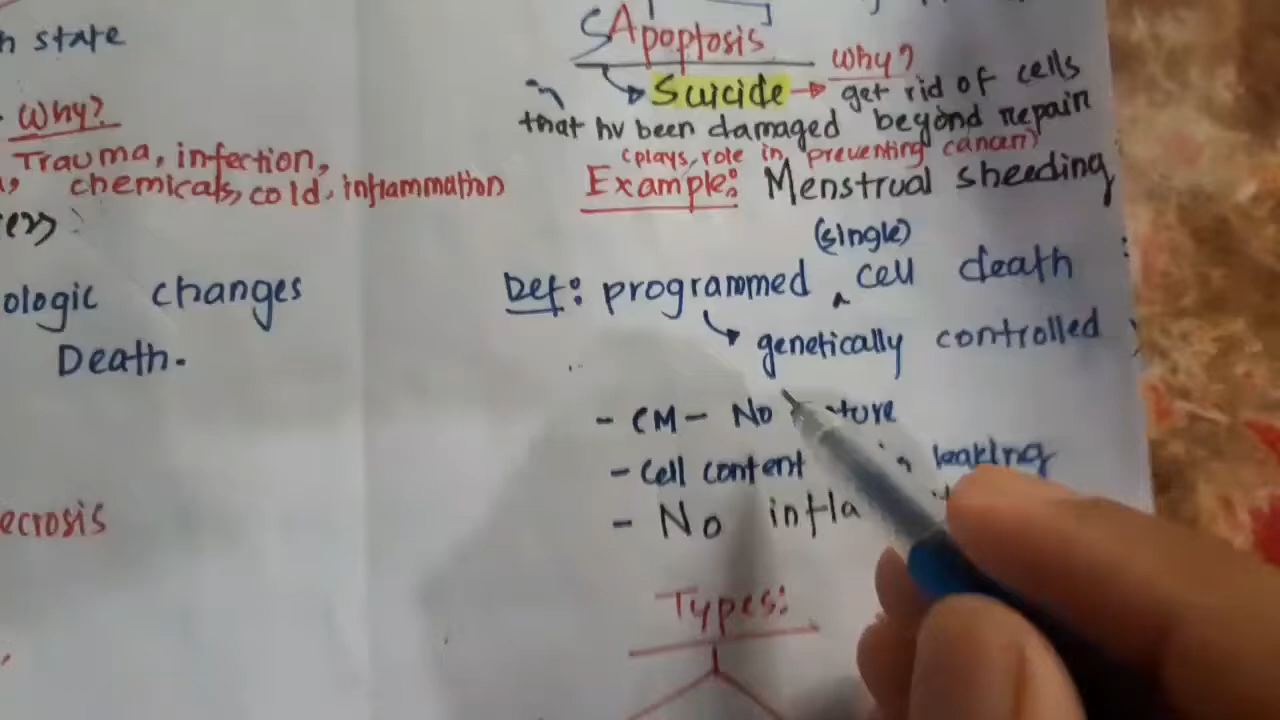 n state
Why?
Trauma, infection,
chemicals, cold, inflammation
ologic changes
Death.
ecrosis
Apoptosis
Suicide → Why? get rid of cells
that hv been damaged beyond repair
(plays role in preventing cancer)
Example: Menstrual shedding
(single)
Def: programmed cell death
genetically controlled
- CM - No
- Cell content leaking
- No infla
Types: